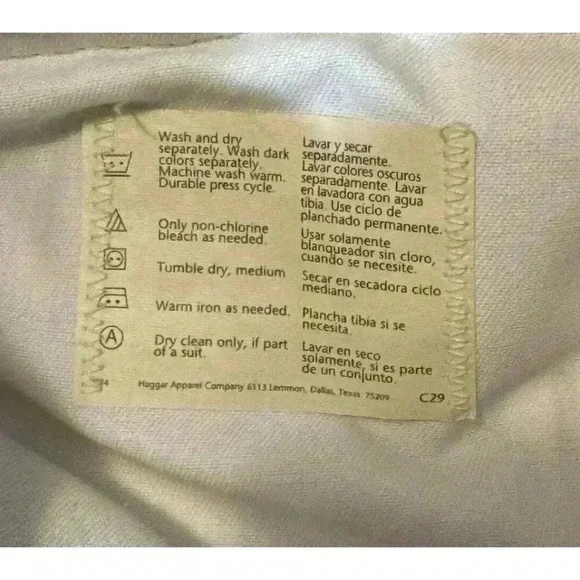 Wash and dry
separately. Wash dark
colors separately.
Machine wash warm.
Durable press cycle.
Only non-chlorine
bleach as needed.
Tumble dry, medium
Warm iron as needed.
A
Dry clean only, if part
of a suit.
Lavar y secar
separadamente.
Lavar colores oscuros
separadamente. Lavar
en lavadora con agua
tibia. Use ciclo de
planchado permanente.
Usar solamente
blanqueador sin cloro,
cuando se necesite.
Secar en secadora ciclo
mediano.
Plancha tibia si se
necesita.
Lavar en seco
solamente, si es parte
de un conjunto.
Haggar Apparel Company 6113 Lemmon, Dallas, Texas 75209
C29